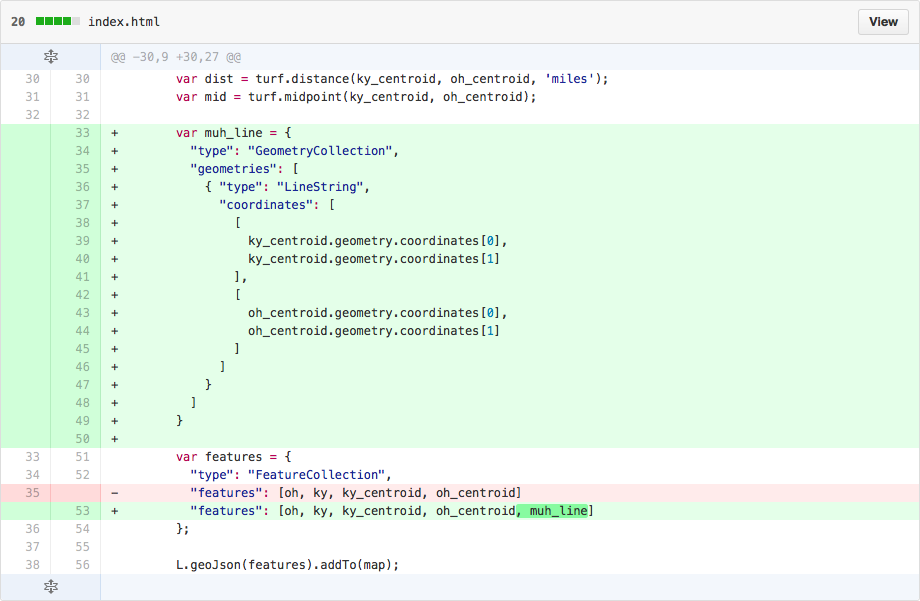 20 index.html View
@@ -30,9 +30,27 @@
30 30 var dist = turf.distance(ky_centroid, oh_centroid, 'miles');
31 31 var mid = turf.midpoint(ky_centroid, oh_centroid);
32 32
33 + var muh_line = {
34 + "type": "GeometryCollection",
35 + "geometries": [
36 + { "type": "LineString",
37 + "coordinates": [
38 + [
39 + ky_centroid.geometry.coordinates[0],
40 + ky_centroid.geometry.coordinates[1]
41 + ],
42 + [
43 + oh_centroid.geometry.coordinates[0],
44 + oh_centroid.geometry.coordinates[1]
45 + ]
46 + ]
47 + }
48 + ]
49 + }
50 +
33 51 var features = {
34 52 "type": "FeatureCollection",
35 - "features": [oh, ky, ky_centroid, oh_centroid]
53 + "features": [oh, ky, ky_centroid, oh_centroid, muh_line]
36 54 };
37 55
38 56 L.geoJson(features).addTo(map);